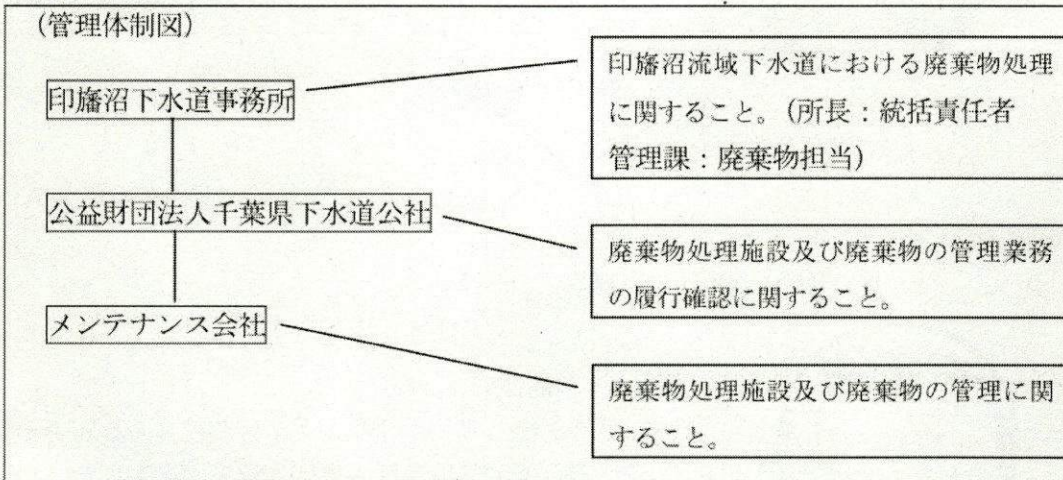 （管理体制図）
印旛沼下水道事務所
印旛沼流域下水道における廃棄物処理
に関すること。（所長：統括責任者
管理課：廃棄物担当）
公益財団法人千葉県下水道公社
廃棄物処理施設及び廃棄物の管理業務
の履行確認に関すること。
メンテナンス会社
廃棄物処理施設及び廃棄物の管理に関
すること。